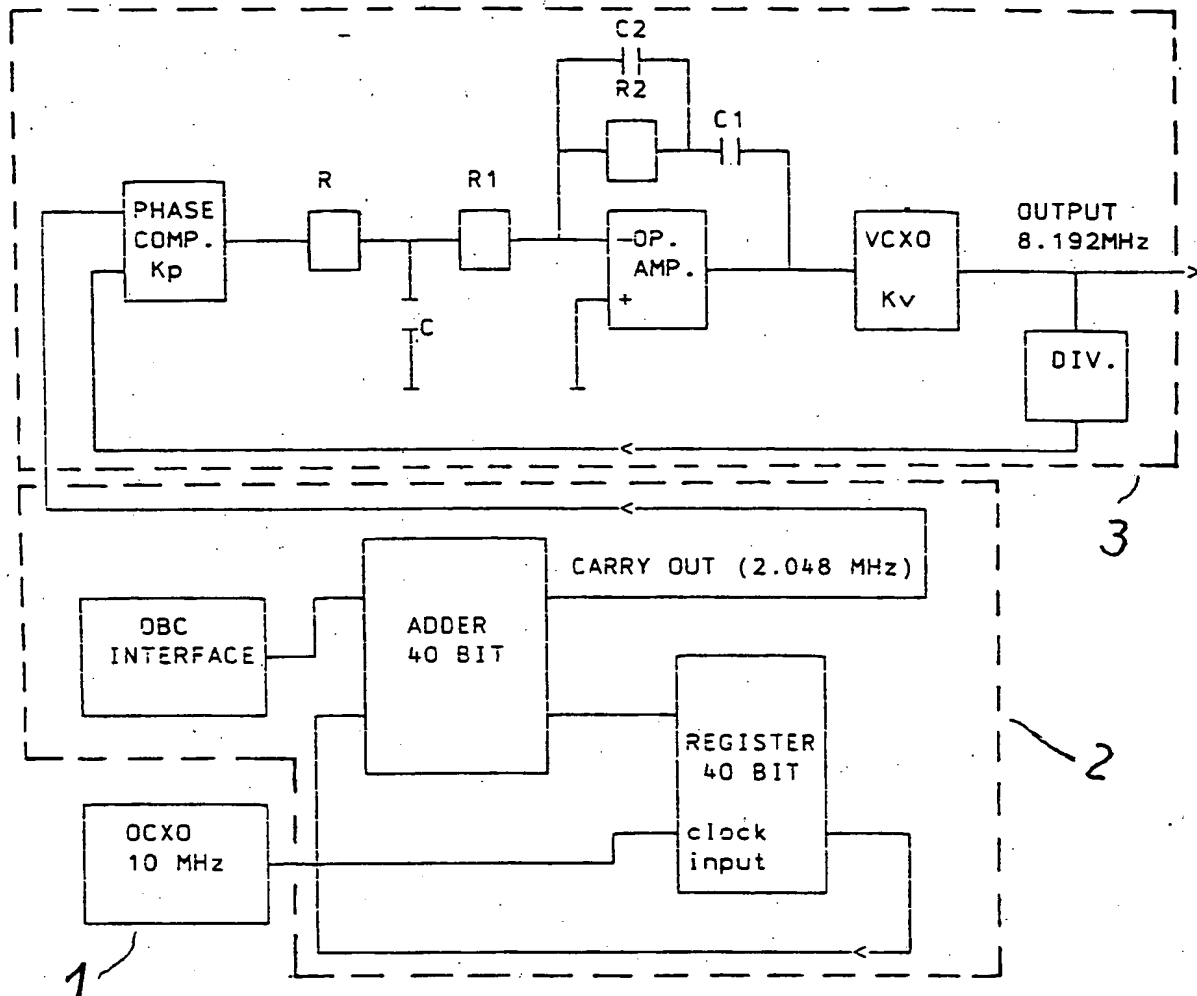 C2
R2
C1
R
R1
PHASE
COMP.
Kp
-OP.
AMP.
+
VCXO
Kv
OUTPUT
8.192MHz
C
DIV.
3
CARRY OUT (2.048 MHz)
OBC
INTERFACE
ADDER
40 BIT
REGISTER
40 BIT
clock
input
2
OCXO
10 MHz
1